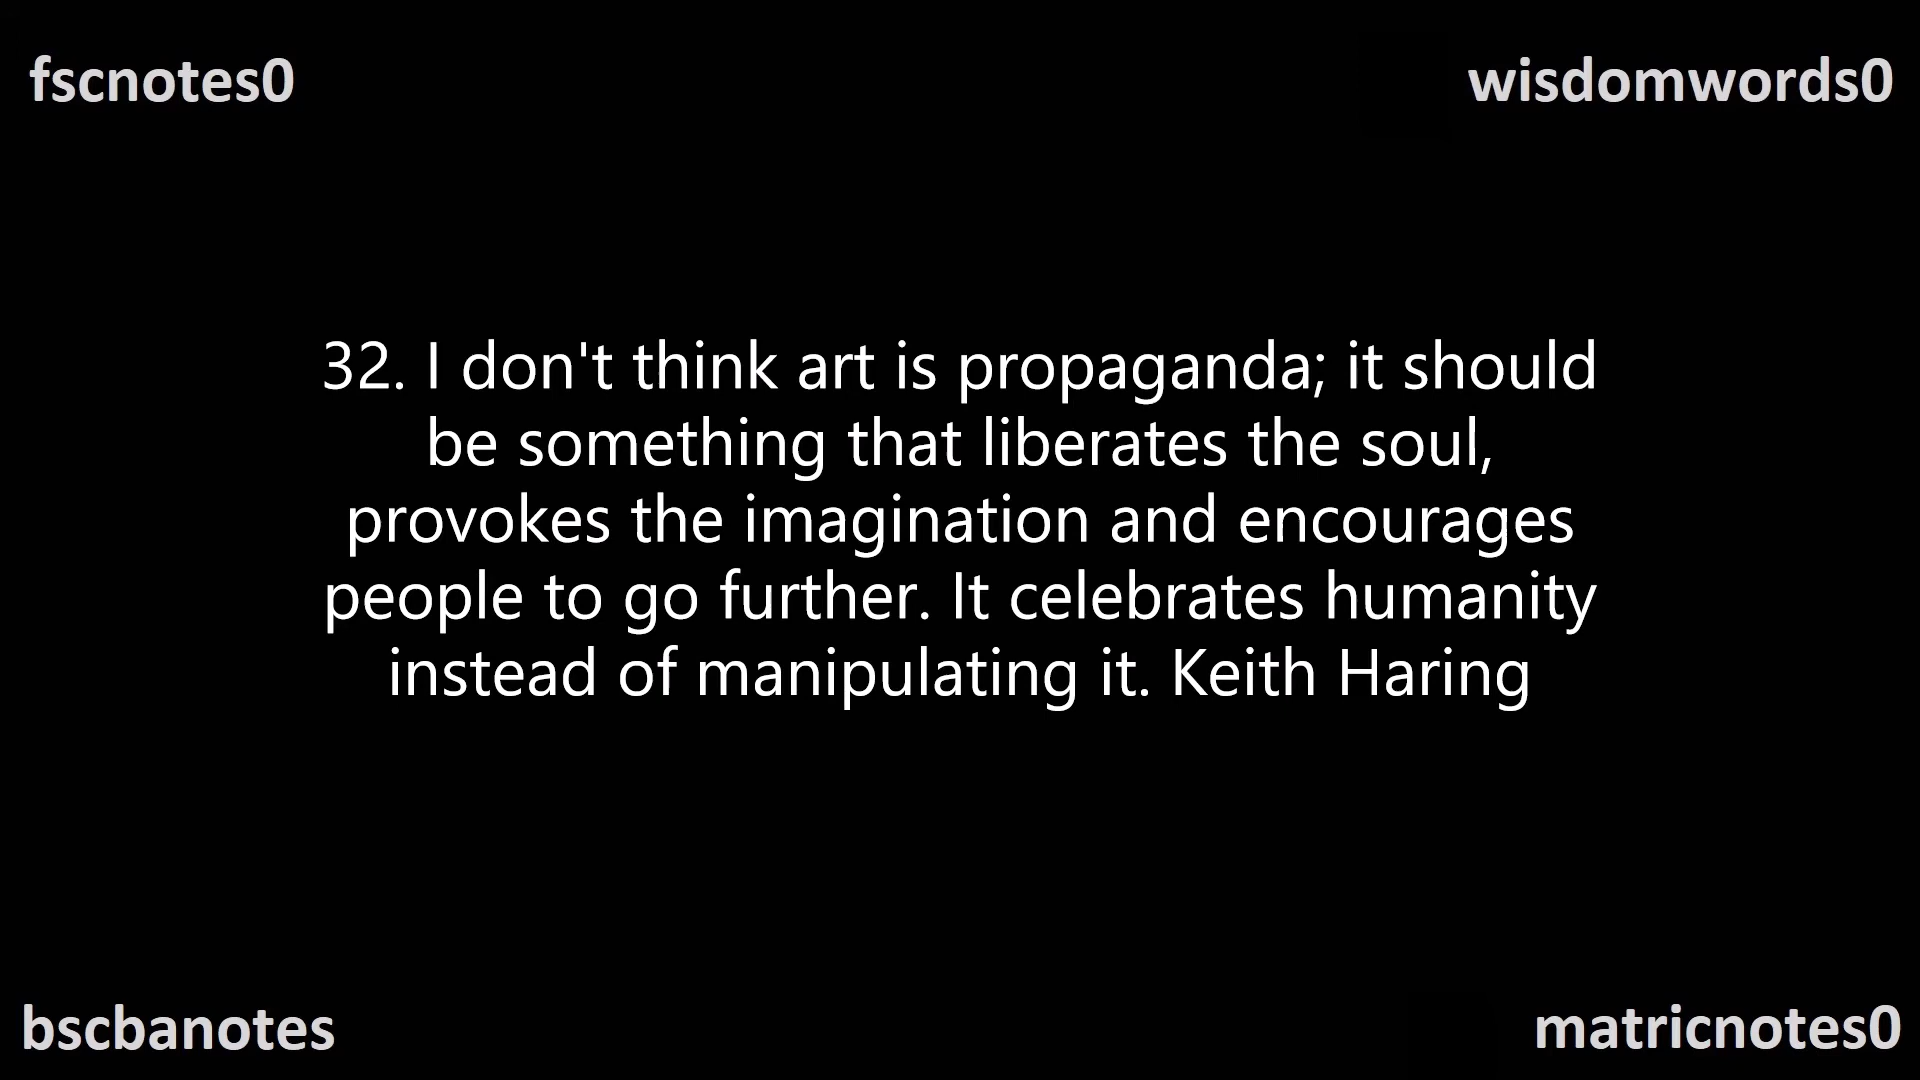 fscnotes0
wisdomwords0
32. I don't think art is propaganda; it should
be something that liberates the soul,
provokes the imagination and encourages
people to go further. It celebrates humanity
instead of manipulating it. Keith Haring
bscbanotes
matricnotes0